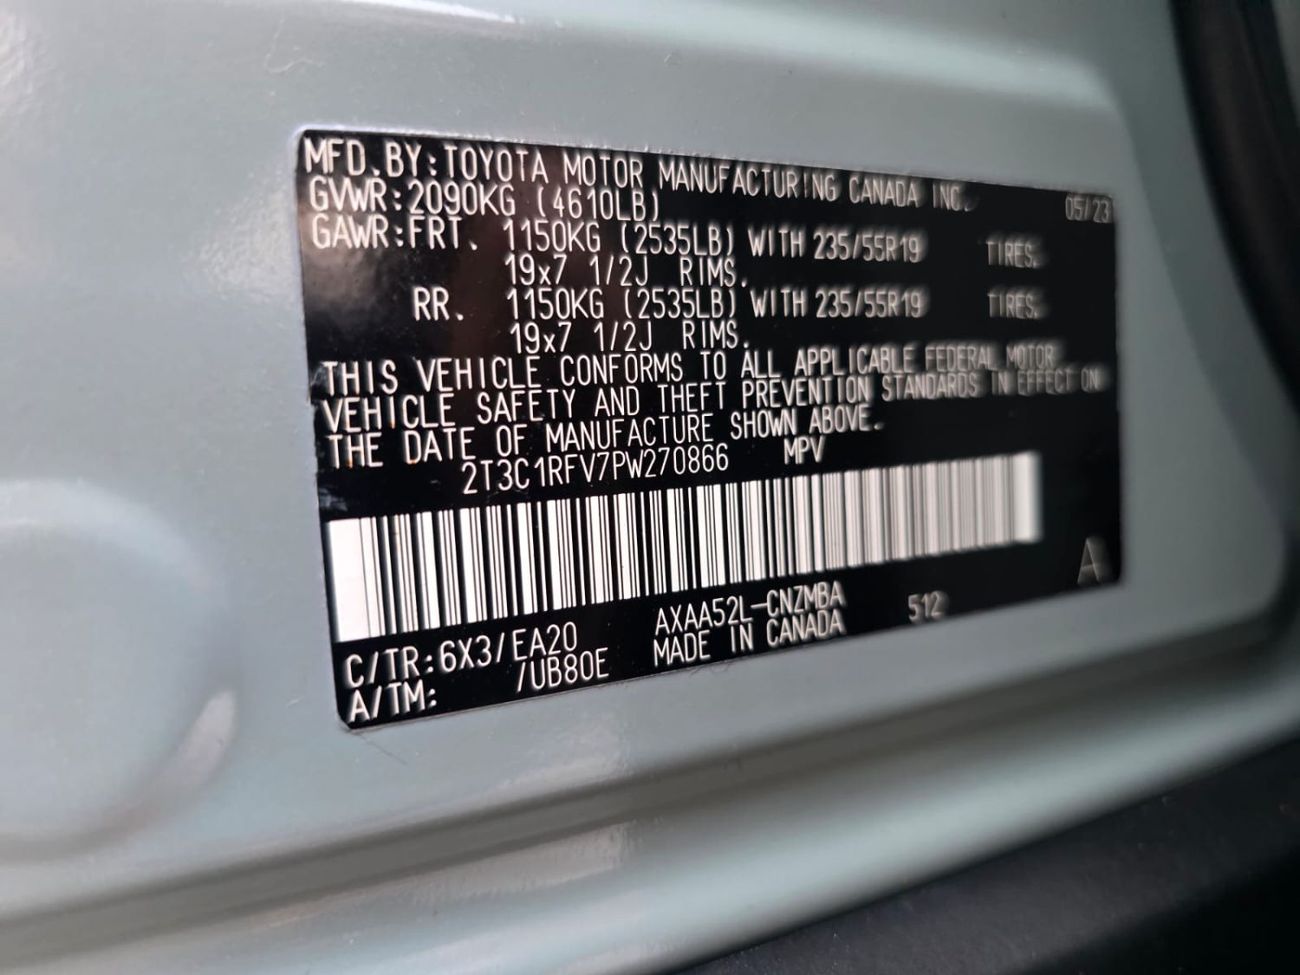 MFD.BY:TOYOTA MOTOR MANUFACTURING CANADA INC. 05/23
GVWR:2090KG (4610LB)
GAWR:FRT. 1150KG (2535LB) WITH 235/55R19 TIRES.
19x7 1/2J RIMS.
RR. 1150KG (2535LB) WITH 235/55R19 TIRES.
19x7 1/2J RIMS.
THIS VEHICLE CONFORMS TO ALL APPLICABLE FEDERAL MOTOR
VEHICLE SAFETY AND THEFT PREVENTION STANDARDS IN EFFECT ON
THE DATE OF MANUFACTURE SHOWN ABOVE.
2T3C1RFV7PW270866 MPV
A
C/TR:6X3/EA20 AXAA52L-CNZMBA 512
A/TM: /UB80E MADE IN CANADA